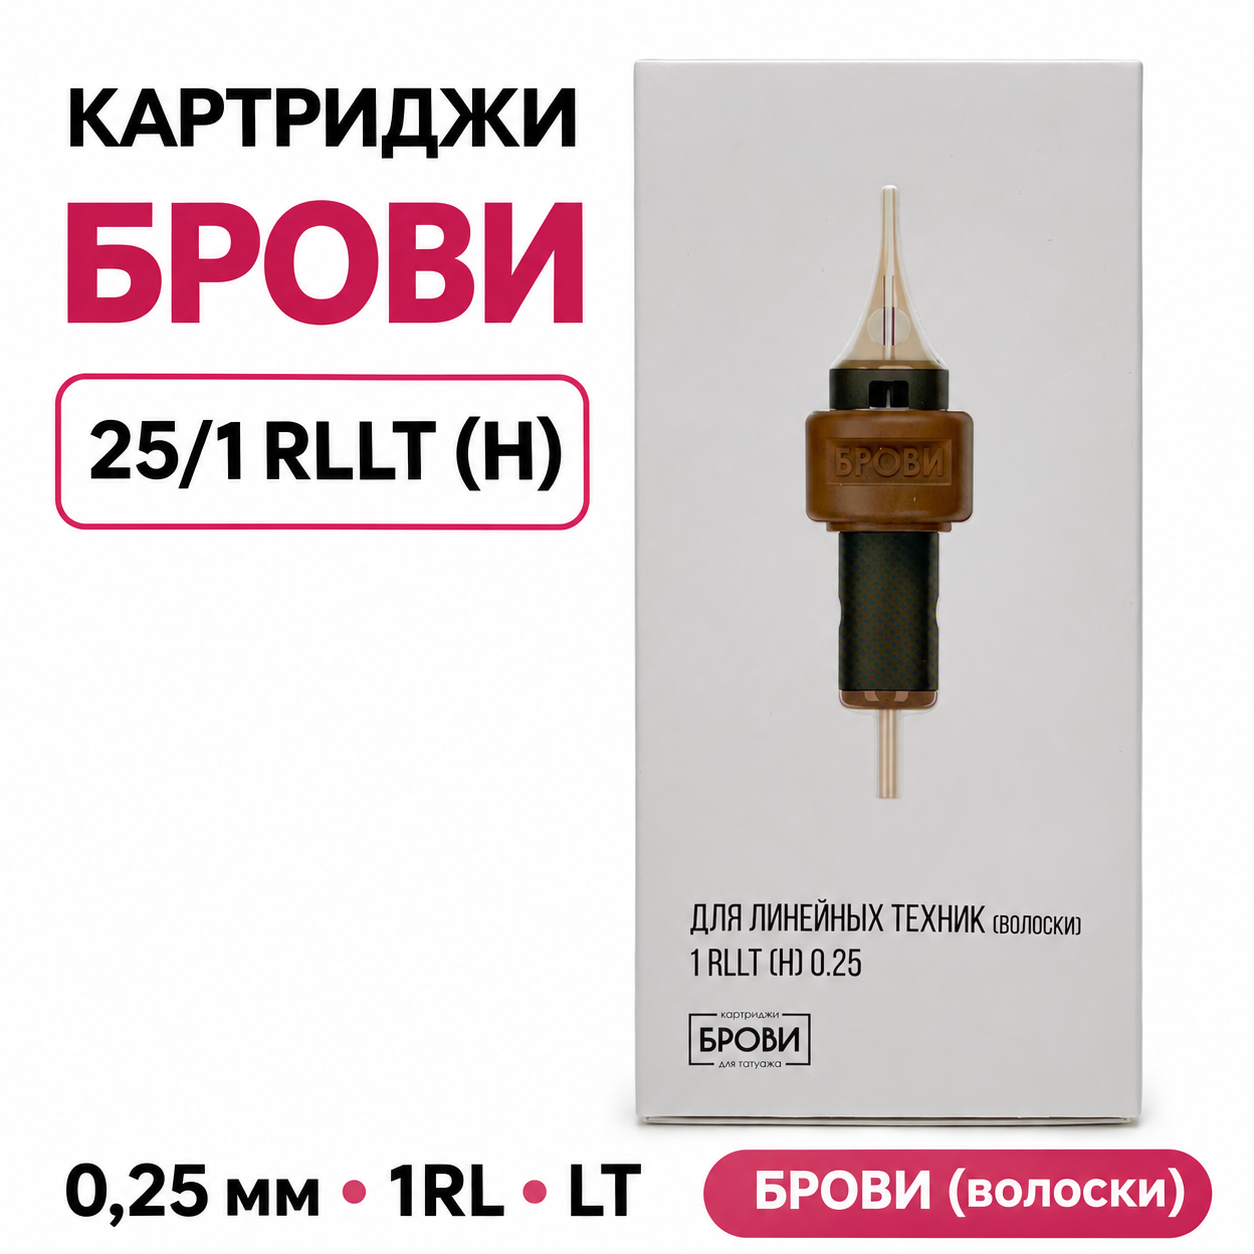 КАРТРИДЖИ
БРОВИ
25/1 RLLT (H)
БРОВИ
ДЛЯ ЛИНЕЙНЫХ ТЕХНИК (ВОЛОСКИ)
1 RLLT (H) 0.25
картриджи
БРОВИ
для татуажа
0,25 мм • 1RL • LT
БРОВИ (волоски)